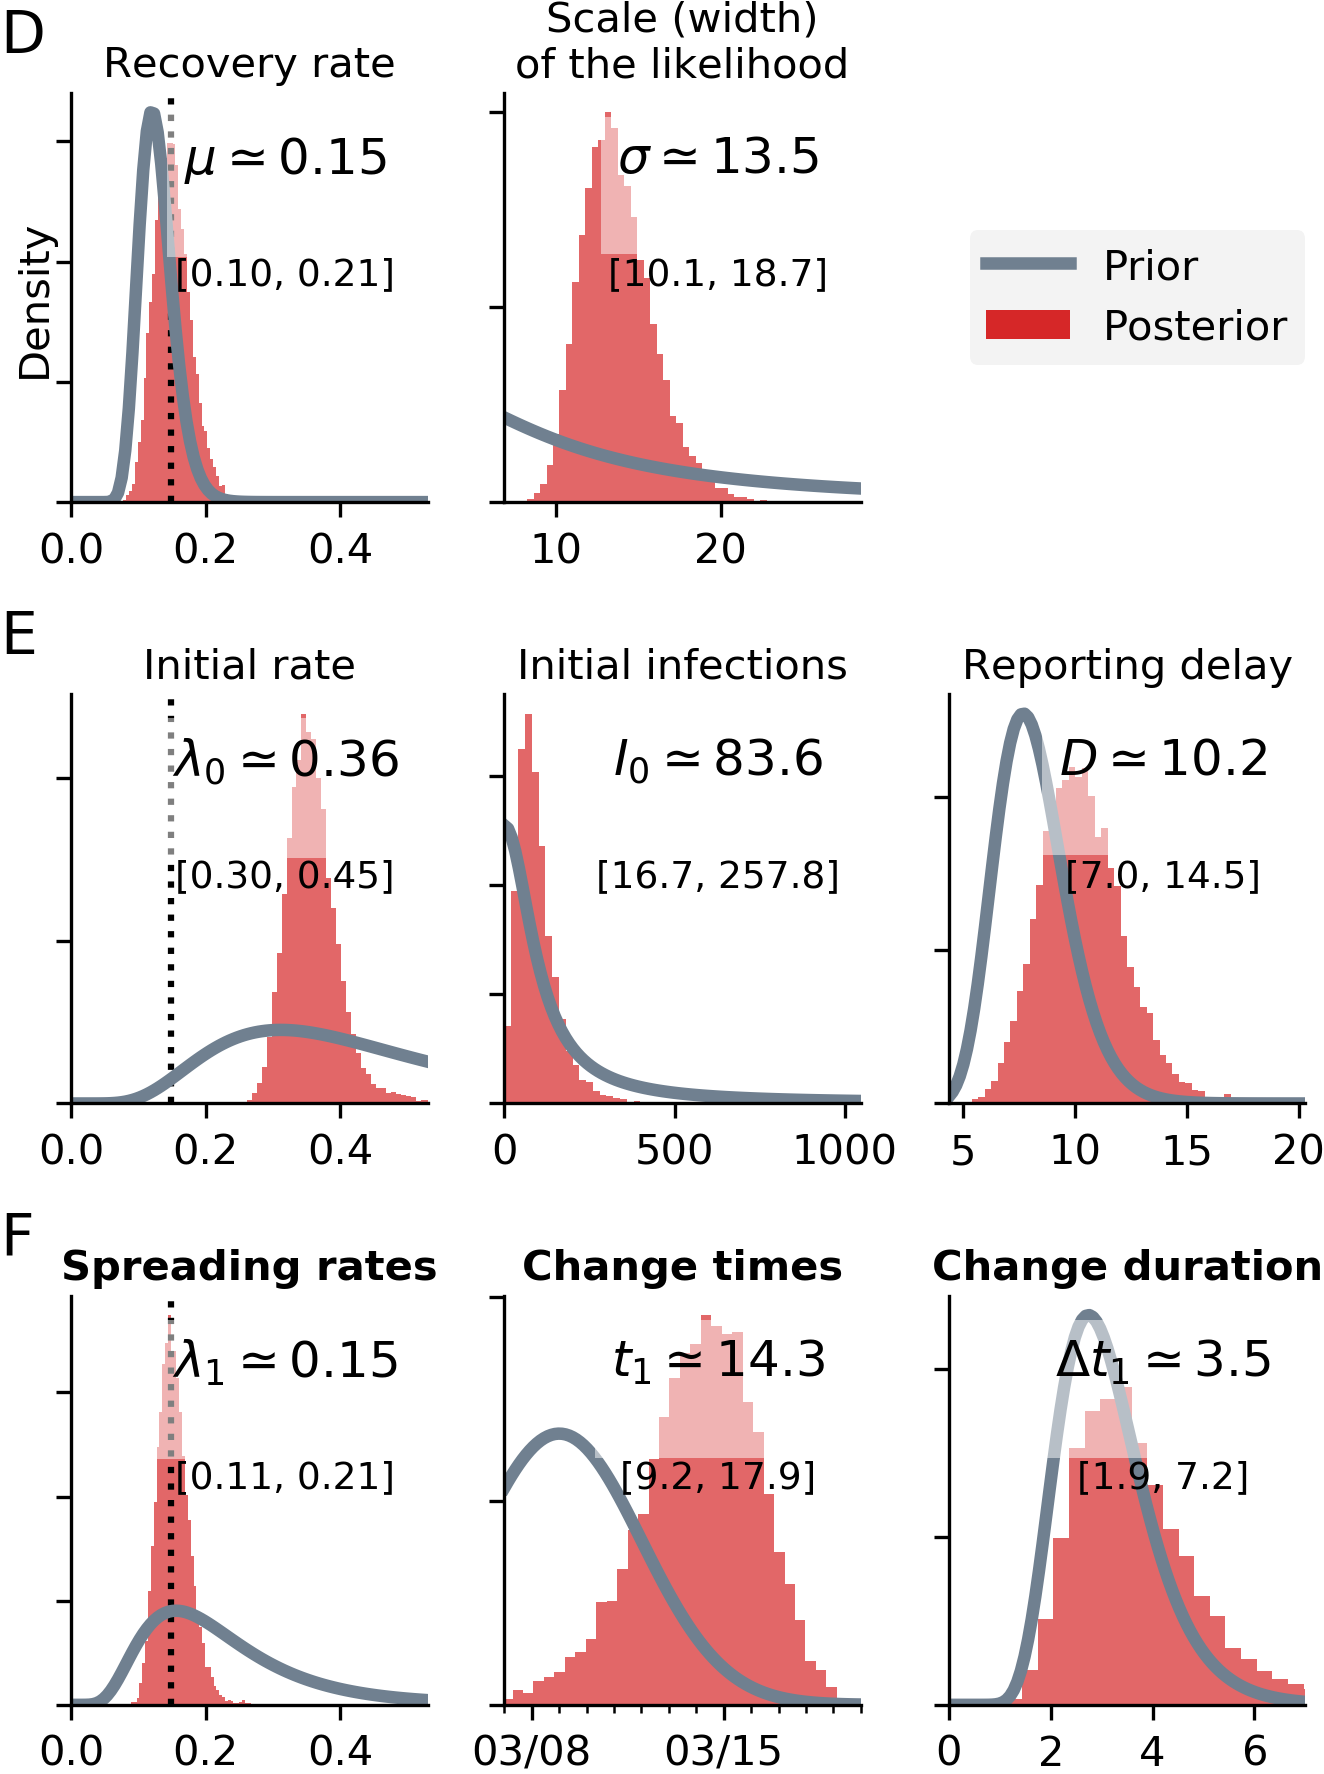 D
Recovery rate
Scale (width)
of the likelihood
Density
μ ≃ 0.15
[0.10, 0.21]
σ ≃ 13.5
[10.1, 18.7]
Prior
Posterior
0.0 0.2 0.4
10 20
E
Initial rate
Initial infections
Reporting delay
λ₀ ≃ 0.36
[0.30, 0.45]
I₀ ≃ 83.6
[16.7, 257.8]
D ≃ 10.2
[7.0, 14.5]
0.0 0.2 0.4
0 500 1000
5 10 15 20
F
Spreading rates
Change times
Change duration
λ₁ ≃ 0.15
[0.11, 0.21]
t₁ ≃ 14.3
[9.2, 17.9]
Δt₁ ≃ 3.5
[1.9, 7.2]
0.0 0.2 0.4
03/08 03/15
0 2 4 6